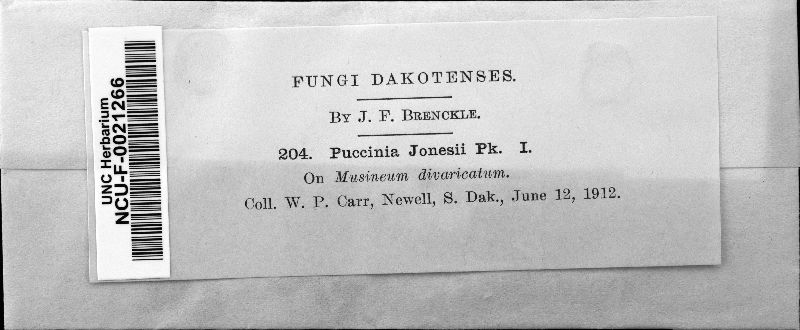 UNC Herbarium
NCU-F-0021266
FUNGI DAKOTENSES.
BY J. F. BRENCKLE.
204. Puccinia Jonesii Pk. I.
On Musineum divaricatum.
Coll. W. P. Carr, Newell, S. Dak., June 12, 1912.